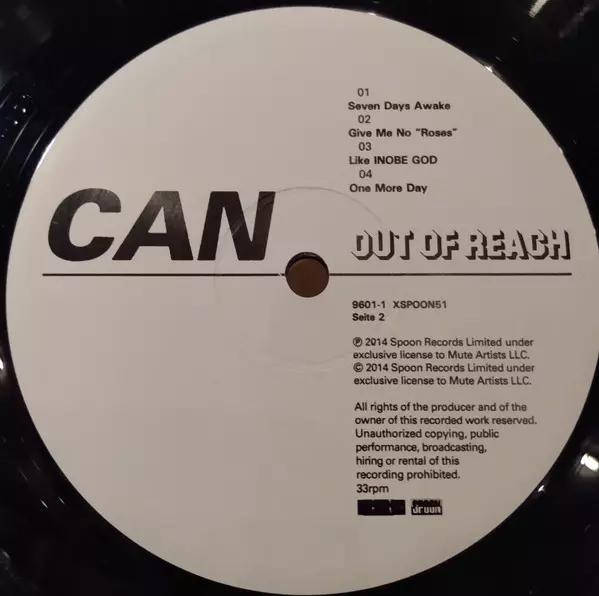 01
Seven Days Awake
02
Give Me No "Roses"
03
Like INOBE GOD
04
One More Day
CAN
OUT OF REACH
9601-1 XSPOON51
Seite 2
℗ 2014 Spoon Records Limited under
exclusive license to Mute Artists LLC.
© 2014 Spoon Records Limited under
exclusive license to Mute Artists LLC.
All rights of the producer and of the
owner of this recorded work reserved.
Unauthorized copying, public
performance, broadcasting,
hiring or rental of this
recording prohibited.
33rpm
SPOON